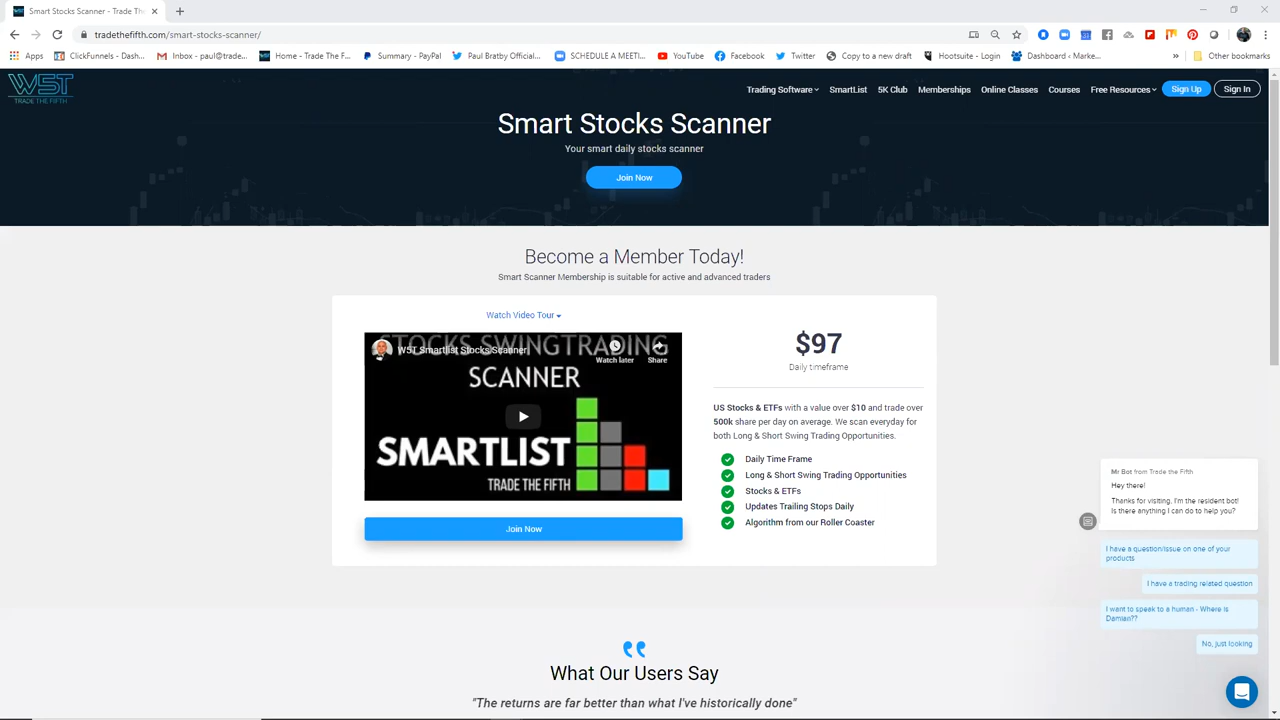 Smart Stocks Scanner - Trade The
tradethefifth.com/smart-stocks-scanner/
Apps ClickFunnels - Dash... Inbox - paul@trade... Home - Trade The F... Summary - PayPal Paul Bratby Official... SCHEDULE A MEETI... YouTube Facebook Twitter Copy to a new draft Hootsuite - Login Dashboard ‹ Marke... » Other bookmarks
W5T
TRADE THE FIFTH
Trading Software SmartList 5K Club Memberships Online Classes Courses Free Resources Sign Up Sign In
Smart Stocks Scanner
Your smart daily stocks scanner
Join Now
Become a Member Today!
Smart Scanner Membership is suitable for active and advanced traders
Watch Video Tour
W5T Smartlist Stocks Scanner
Watch later
Share
STOCKS SWINGTRADING
SCANNER
SMARTLIST
TRADE THE FIFTH
Join Now
$97
Daily timeframe
US Stocks & ETFs with a value over $10 and trade over
500k share per day on average. We scan everyday for
both Long & Short Swing Trading Opportunities.
Daily Time Frame
Long & Short Swing Trading Opportunities
Stocks & ETFs
Updates Trailing Stops Daily
Algorithm from our Roller Coaster
Mr Bot from Trade the Fifth
Hey there!
Thanks for visiting. I'm the resident bot!
Is there anything I can do to help you?
I have a question/issue on one of your
products
I have a trading related question
I want to speak to a human - Where is
Damian??
No, just looking
What Our Users Say
"The returns are far better than what I've historically done"